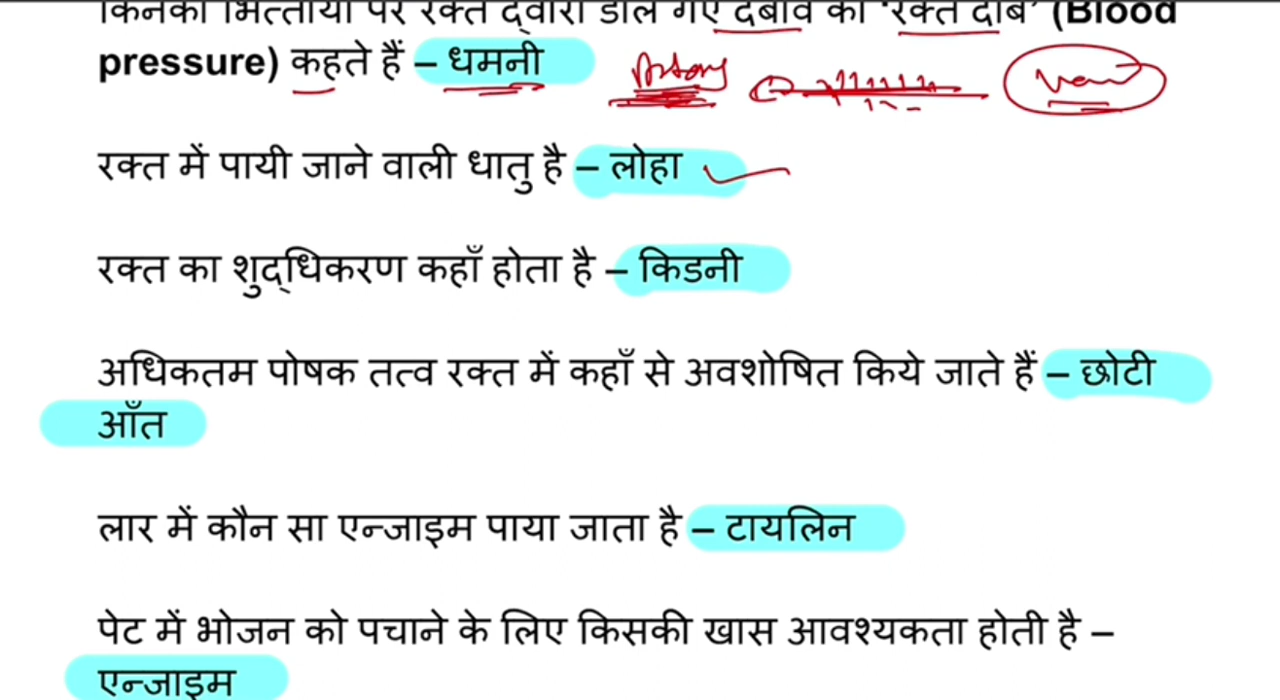 किनकी भित्तीयों पर रक्त द्वारा डाले गए दबाव को 'रक्त दाब' (Blood
pressure) कहते हैं – धमनी
रक्त में पायी जाने वाली धातु है – लोहा
रक्त का शुद्धिकरण कहाँ होता है – किडनी
अधिकतम पोषक तत्व रक्त में कहाँ से अवशोषित किये जाते हैं – छोटी
आँत
लार में कौन सा एन्जाइम पाया जाता है – टायलिन
पेट में भोजन को पचाने के लिए किसकी खास आवश्यकता होती है –
एन्जाइम